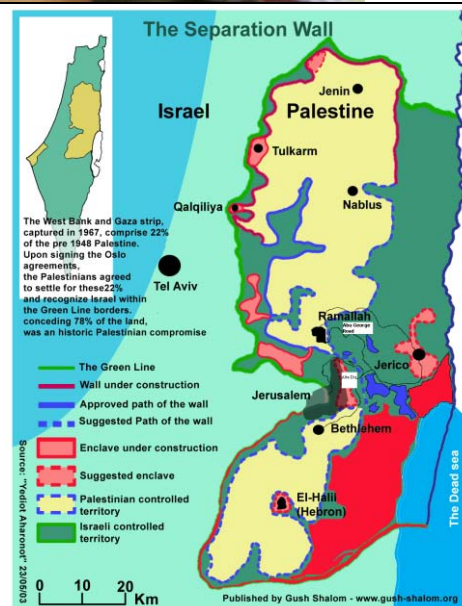 The Separation Wall
Israel
Palestine
Jenin
Tulkarm
Qalqiliya
Nablus
The West Bank and Gaza strip,
captured in 1967, comprise 22%
of the pre 1948 Palestine.
Upon signing the Oslo
agreements,
the Palestinians agreed
to settle for these22%
and recognize Israel within
the Green Line borders.
conceding 78% of the land,
was an historic Palestinian compromise
Tel Aviv
Ramallah
Jerico
Jerusalem
Bethlehem
El-Halil
(Hebron)
The Dead sea
The Green Line
Wall under construction
Approved path of the wall
Suggested Path of the wall
Enclave under construction
Suggested enclave
Palestinian controlled
territory
Israeli controlled
territory
Source: "Yediot Aharonot" 23/05/03
0 10 20
Km
Published by Gush Shalom - www.gush-shalom.org